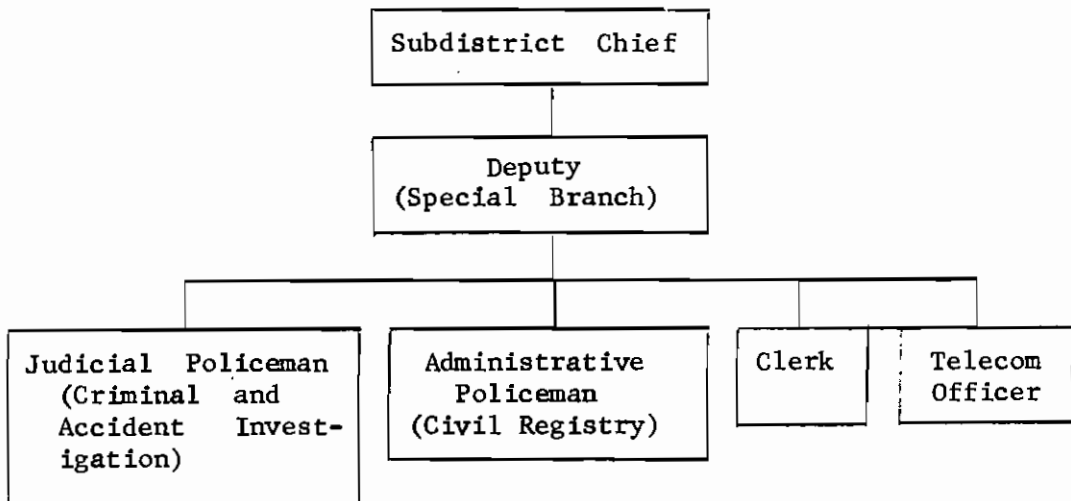 Subdistrict Chief
Deputy
(Special Branch)
Judicial Policeman
(Criminal and
Accident Invest-
igation)
Administrative
Policeman
(Civil Registry)
Clerk
Telecom
Officer